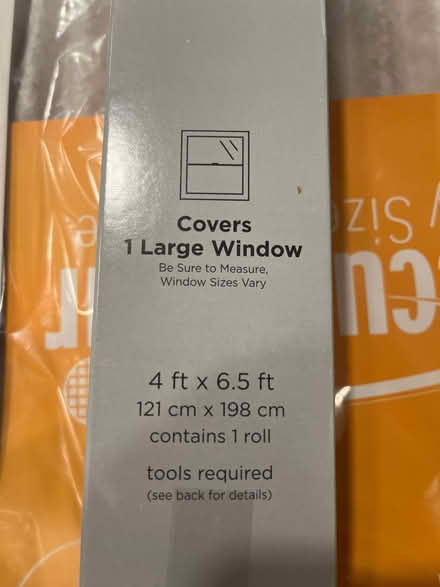 Covers
1 Large Window
Be Sure to Measure,
Window Sizes Vary
4 ft x 6.5 ft
121 cm x 198 cm
contains 1 roll
tools required
(see back for details)